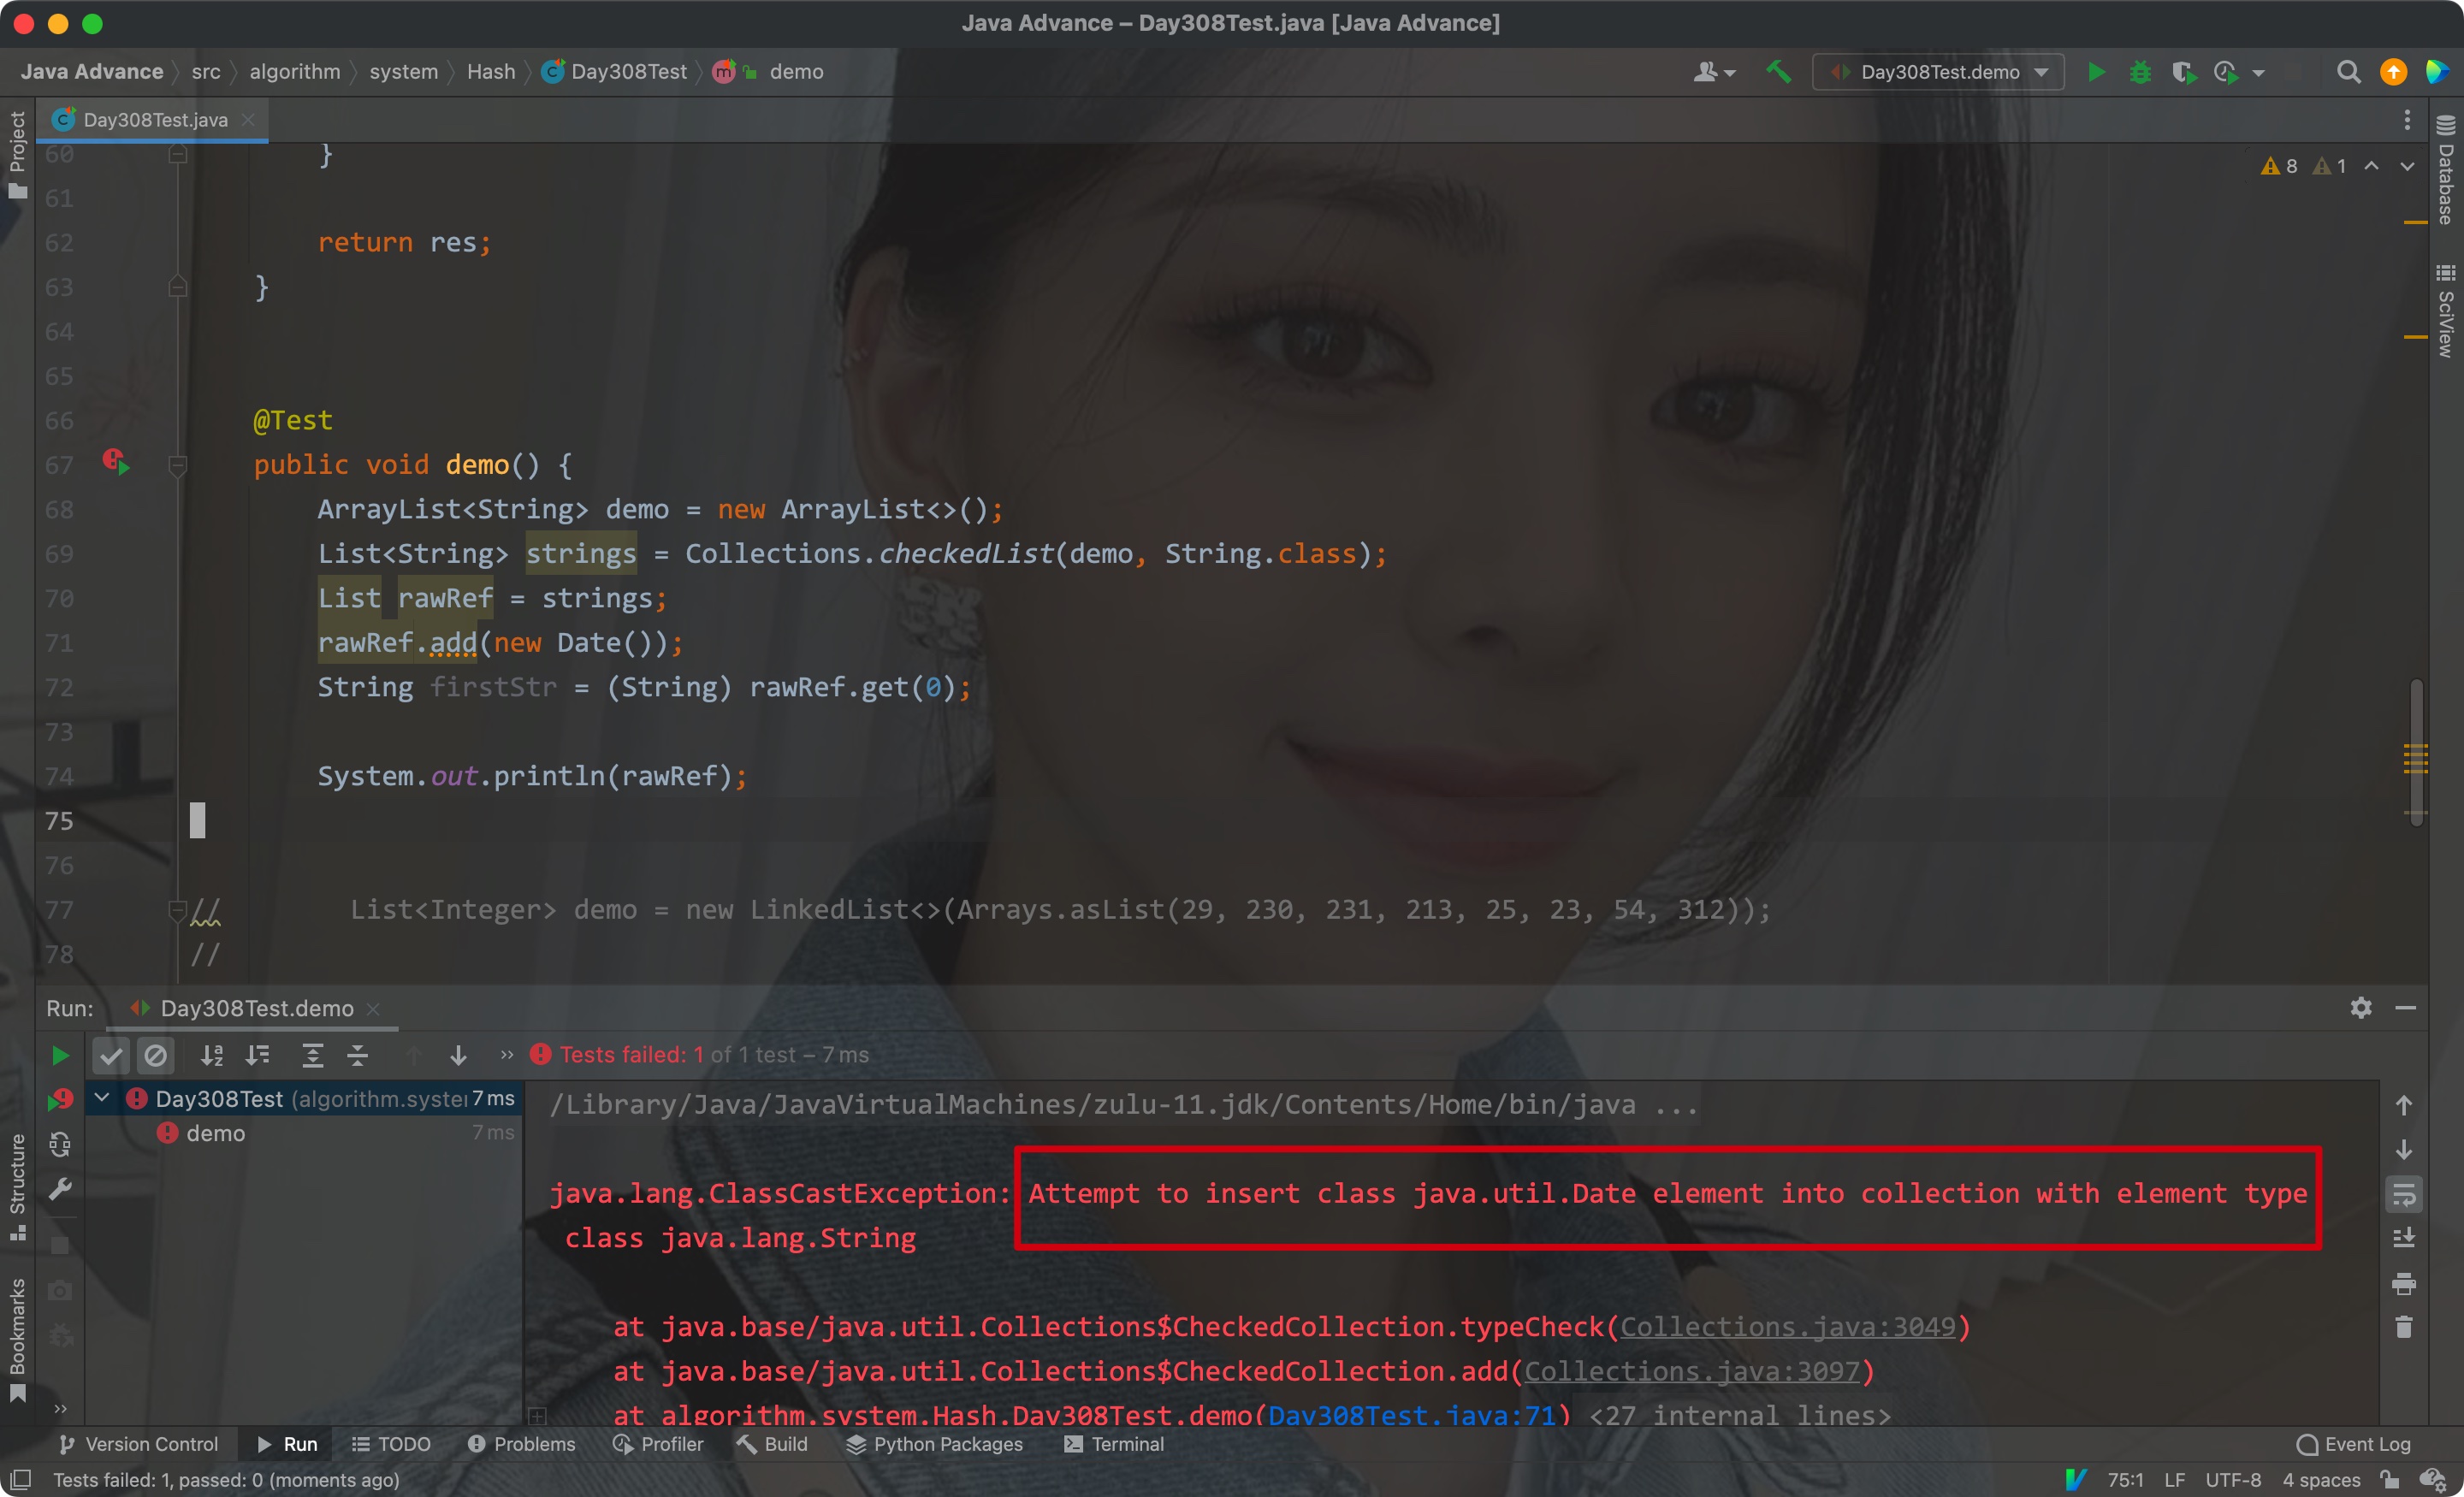 Java Advance – Day308Test.java [Java Advance]
Java Advance src algorithm system Hash Day308Test demo
Day308Test.demo
Project
Day308Test.java
Database
SciView
8 1
60 }
61
62 return res;
63 }
64
65
66 @Test
67 public void demo() {
68 ArrayList<String> demo = new ArrayList<>();
69 List<String> strings = Collections.checkedList(demo, String.class);
70 List rawRef = strings;
71 rawRef.add(new Date());
72 String firstStr = (String) rawRef.get(0);
73
74 System.out.println(rawRef);
75
76
77 // List<Integer> demo = new LinkedList<>(Arrays.asList(29, 230, 231, 213, 25, 23, 54, 312));
78 //
Run: Day308Test.demo
Tests failed: 1 of 1 test – 7 ms
Day308Test (algorithm.syster 7 ms
demo 7 ms
/Library/Java/JavaVirtualMachines/zulu-11.jdk/Contents/Home/bin/java ...
java.lang.ClassCastException: Attempt to insert class java.util.Date element into collection with element type
class java.lang.String
at java.base/java.util.Collections$CheckedCollection.typeCheck(Collections.java:3049)
at java.base/java.util.Collections$CheckedCollection.add(Collections.java:3097)
at algorithm.system.Hash.Day308Test.demo(Day308Test.java:71) <27 internal lines>
Structure
Bookmarks
Version Control Run TODO Problems Profiler Build Python Packages Terminal Event Log
Tests failed: 1, passed: 0 (moments ago) 75:1 LF UTF-8 4 spaces